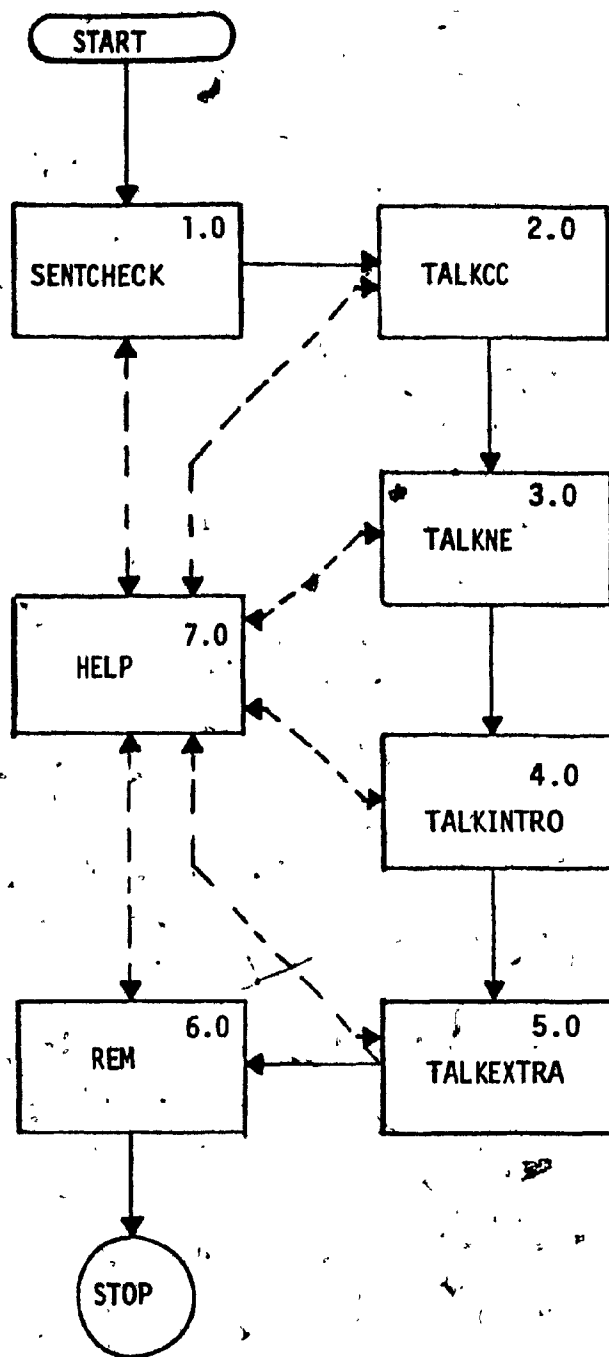 START
1.0
SENTCHECK
2.0
TALKCC
3.0
TALKNE
7.0
HELP
4.0
TALKINTRO
6.0
REM
5.0
TALKEXTRA
STOP